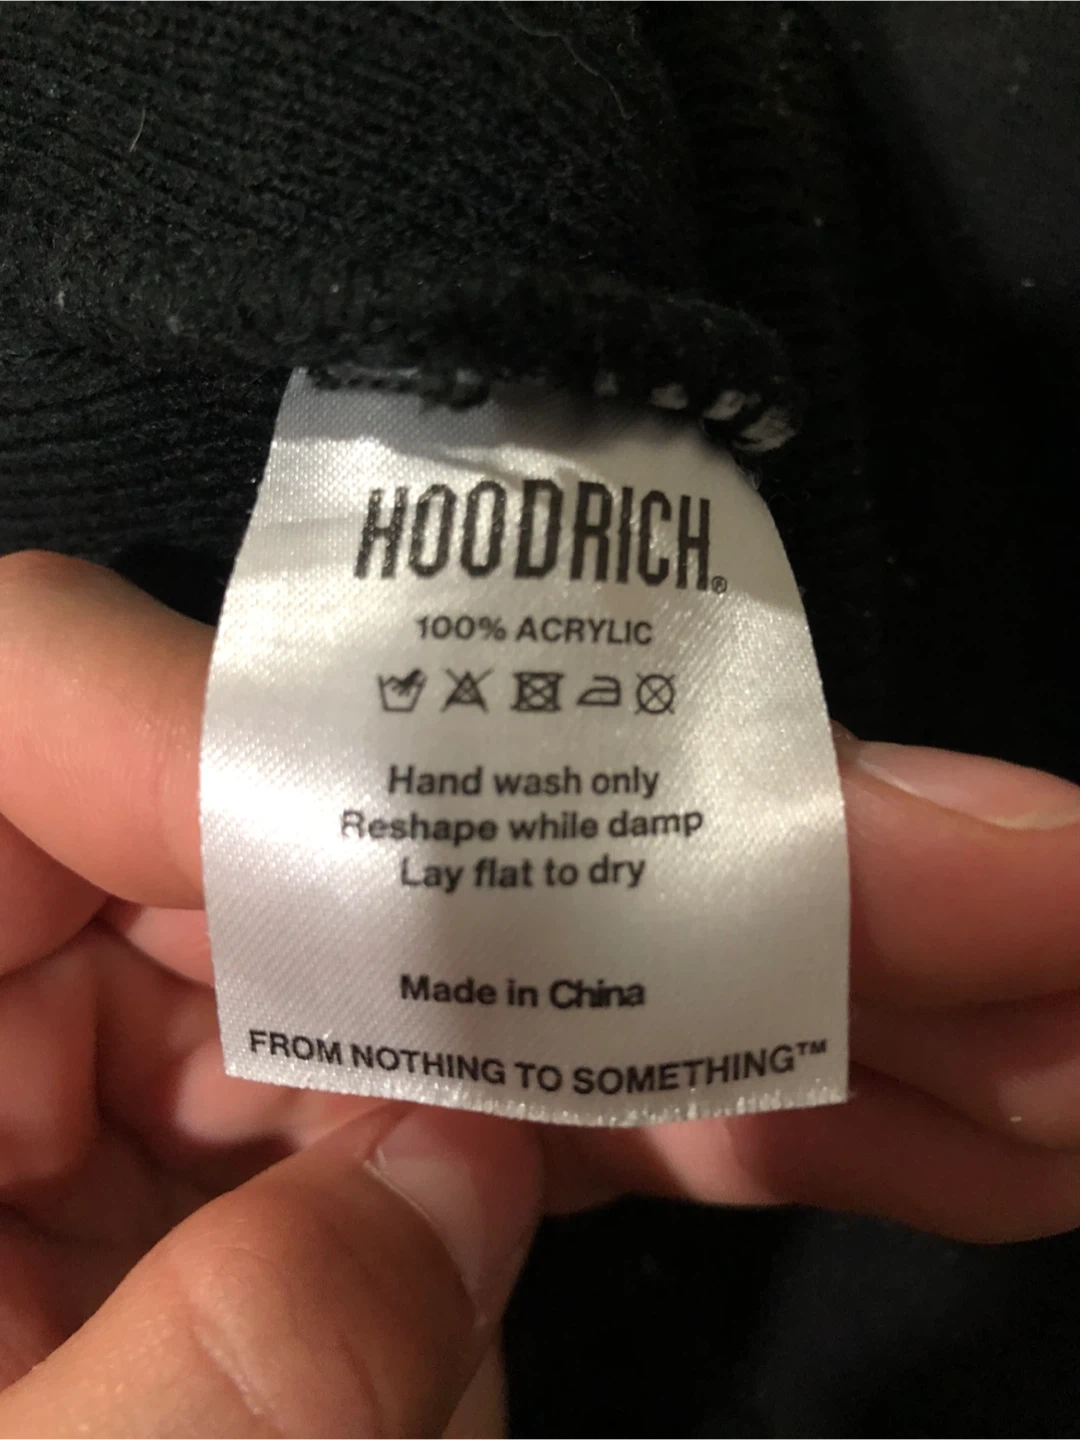 HOODRICH®
100% ACRYLIC
Hand wash only
Reshape while damp
Lay flat to dry
Made in China
FROM NOTHING TO SOMETHING™